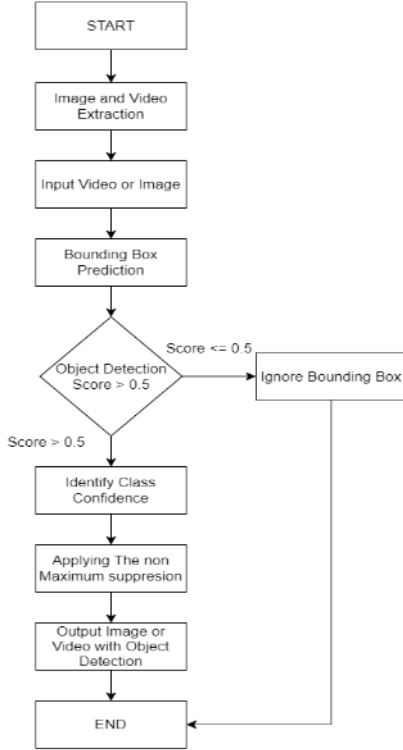 START
Image and Video
Extraction
Input Video or Image
Bounding Box
Prediction
Object Detection
Score > 0.5
Score <= 0.5
Ignore Bounding Box
Score > 0.5
Identify Class
Confidence
Applying The non
Maximum suppresion
Output Image or
Video with Object
Detection
END